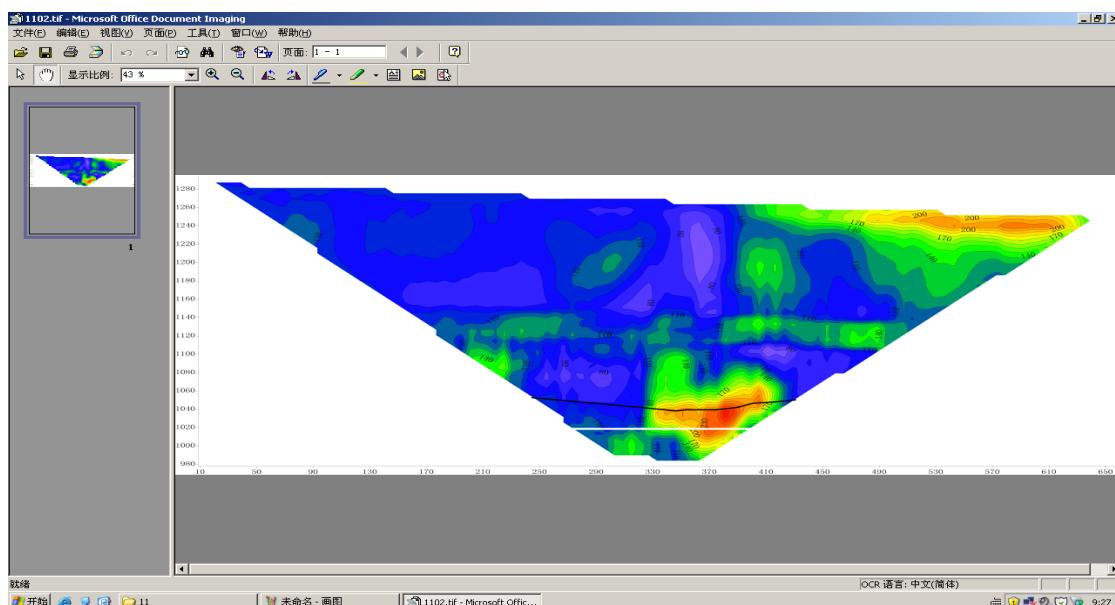 1102.tif - Microsoft Office Document Imaging
文件(F) 编辑(E) 视图(V) 页面(P) 工具(T) 窗口(W) 帮助(H)
页面: 1 - 1
显示比例: 43 %
1
1280
1240
1220
1200
1180
1160
1140
1120
1100
1080
1060
1040
1020
1000
980
10 50 90 130 170 210 250 290 330 370 410 450 490 530 570 610 650
200 200 200 200
170 170
140 140 140
110
170
就绪
OCR 语言: 中文(简体)
开始 11 未命名 - 画图 1102.tif - Microsoft Offic... 9:27